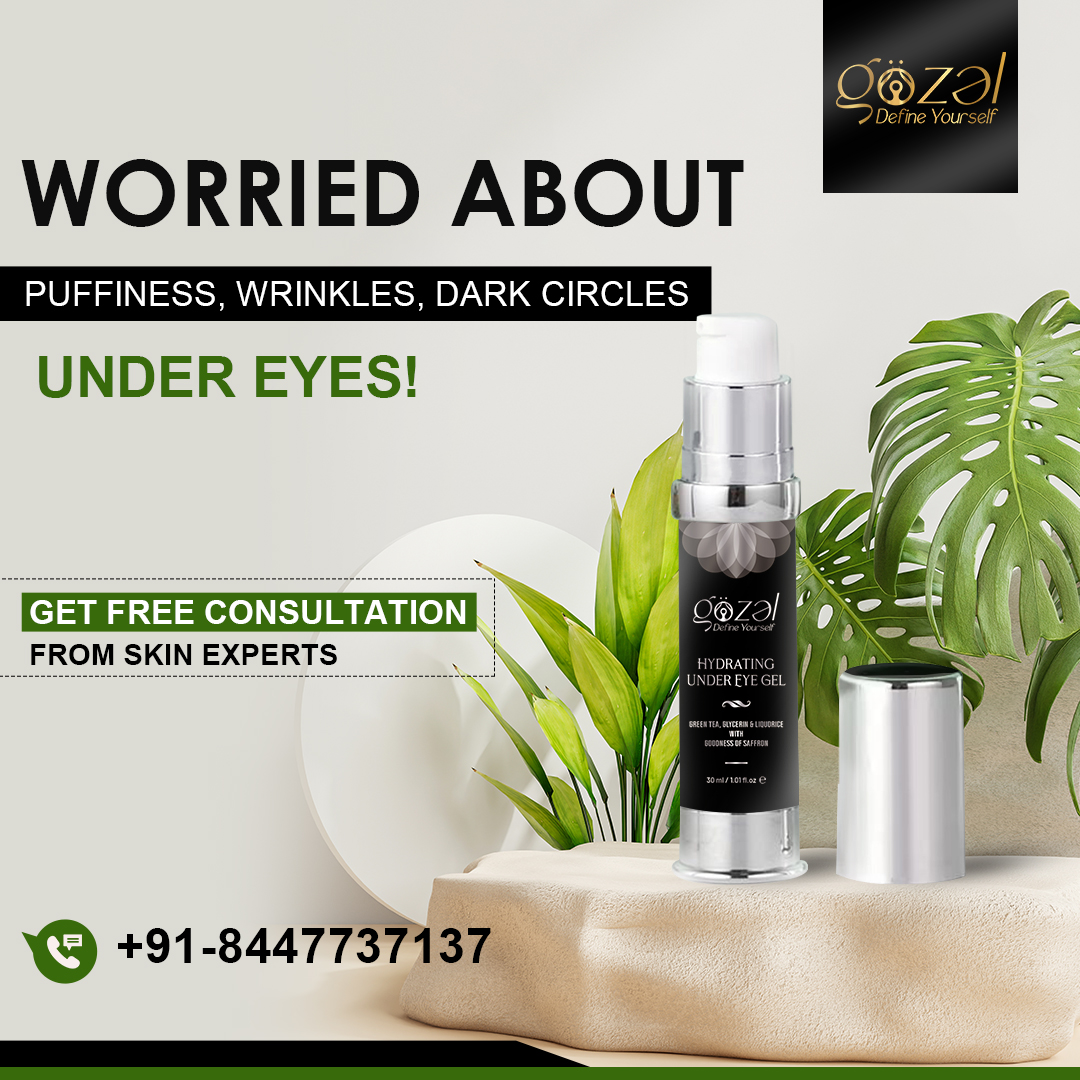 gözəl
Define Yourself
WORRIED ABOUT
PUFFINESS, WRINKLES, DARK CIRCLES
UNDER EYES!
GET FREE CONSULTATION
FROM SKIN EXPERTS
gözəl
Define Yourself
HYDRATING
UNDER EYE GEL
GREEN TEA, GLYCERIN & LIQUORICE
WITH
GOODNESS OF SAFFRON
30 ml / 1.01 fl.oz ℮
+91-8447737137